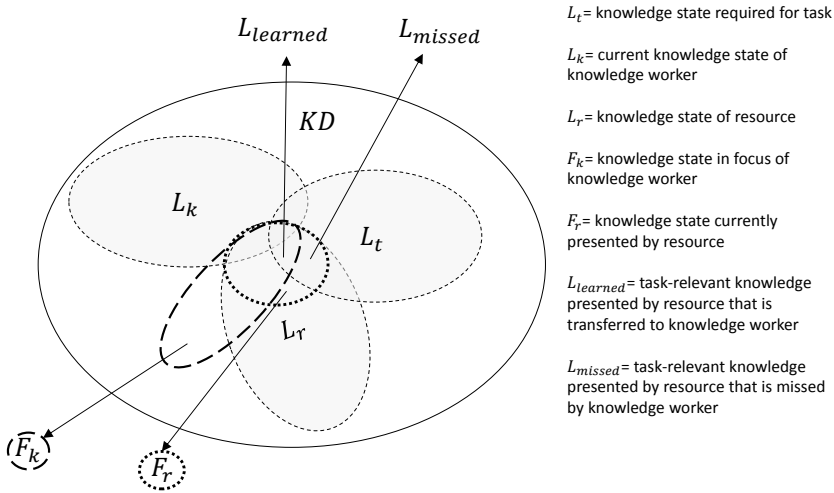 L_learned
L_missed
KD
L_k
L_t
L_r
F_k
F_r
L_t= knowledge state required for task
L_k= current knowledge state of
knowledge worker
L_r= knowledge state of resource
F_k= knowledge state in focus of
knowledge worker
F_r= knowledge state currently
presented by resource
L_learned= task-relevant knowledge
presented by resource that is
transferred to knowledge worker
L_missed= task-relevant knowledge
presented by resource that is missed
by knowledge worker